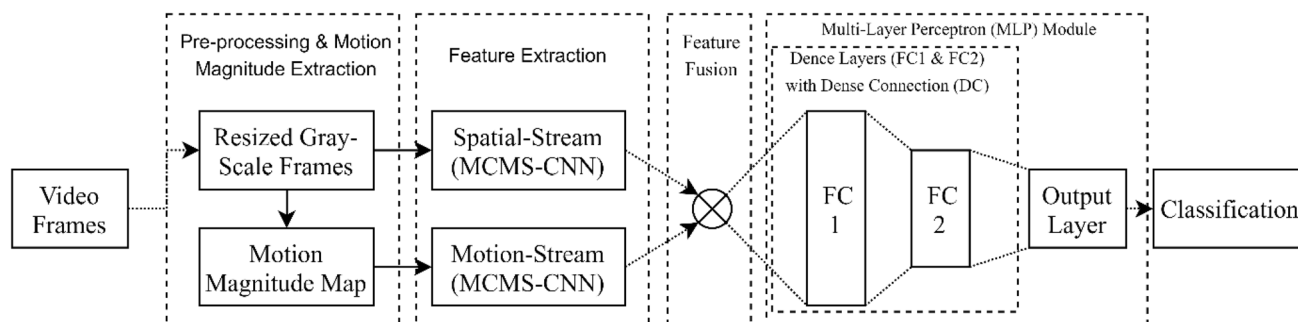 Pre-processing & Motion
Magnitude Extraction
Feature Extraction
Feature
Fusion
Multi-Layer Perceptron (MLP) Module
Dence Layers (FC1 & FC2)
with Dense Connection (DC)
Video
Frames
Resized Gray-
Scale Frames
Motion
Magnitude Map
Spatial-Stream
(MCMS-CNN)
Motion-Stream
(MCMS-CNN)
FC
1
FC
2
Output
Layer
Classification